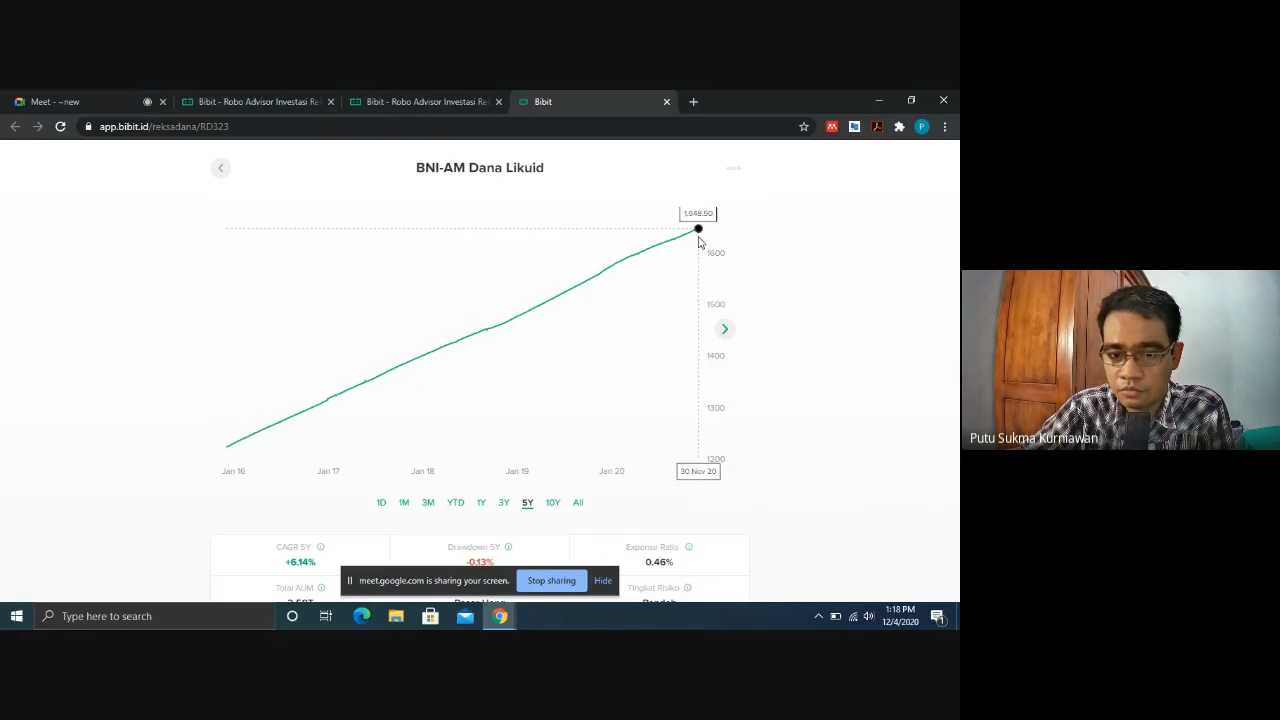 Meet - ~new
Bibit - Robo Advisor Investasi Re
Bibit - Robo Advisor Investasi Re
Bibit
app.bibit.id/reksadana/RD323
P
BNI-AM Dana Likuid
1,648.60
1600
1500
1400
1300
1200
Jan 16 Jan 17 Jan 18 Jan 19 Jan 20 30 Nov 20
1D 1M 3M YTD 1Y 3Y 5Y 10Y All
CAGR 5Y Drawdown 5Y Expense Ratio
+6.14% -0.13% 0.46%
Total AUM Tingkat Risiko
meet.google.com is sharing your screen. Stop sharing Hide
Type here to search
1:18 PM
12/4/2020
1
Putu Sukma Kurniawan